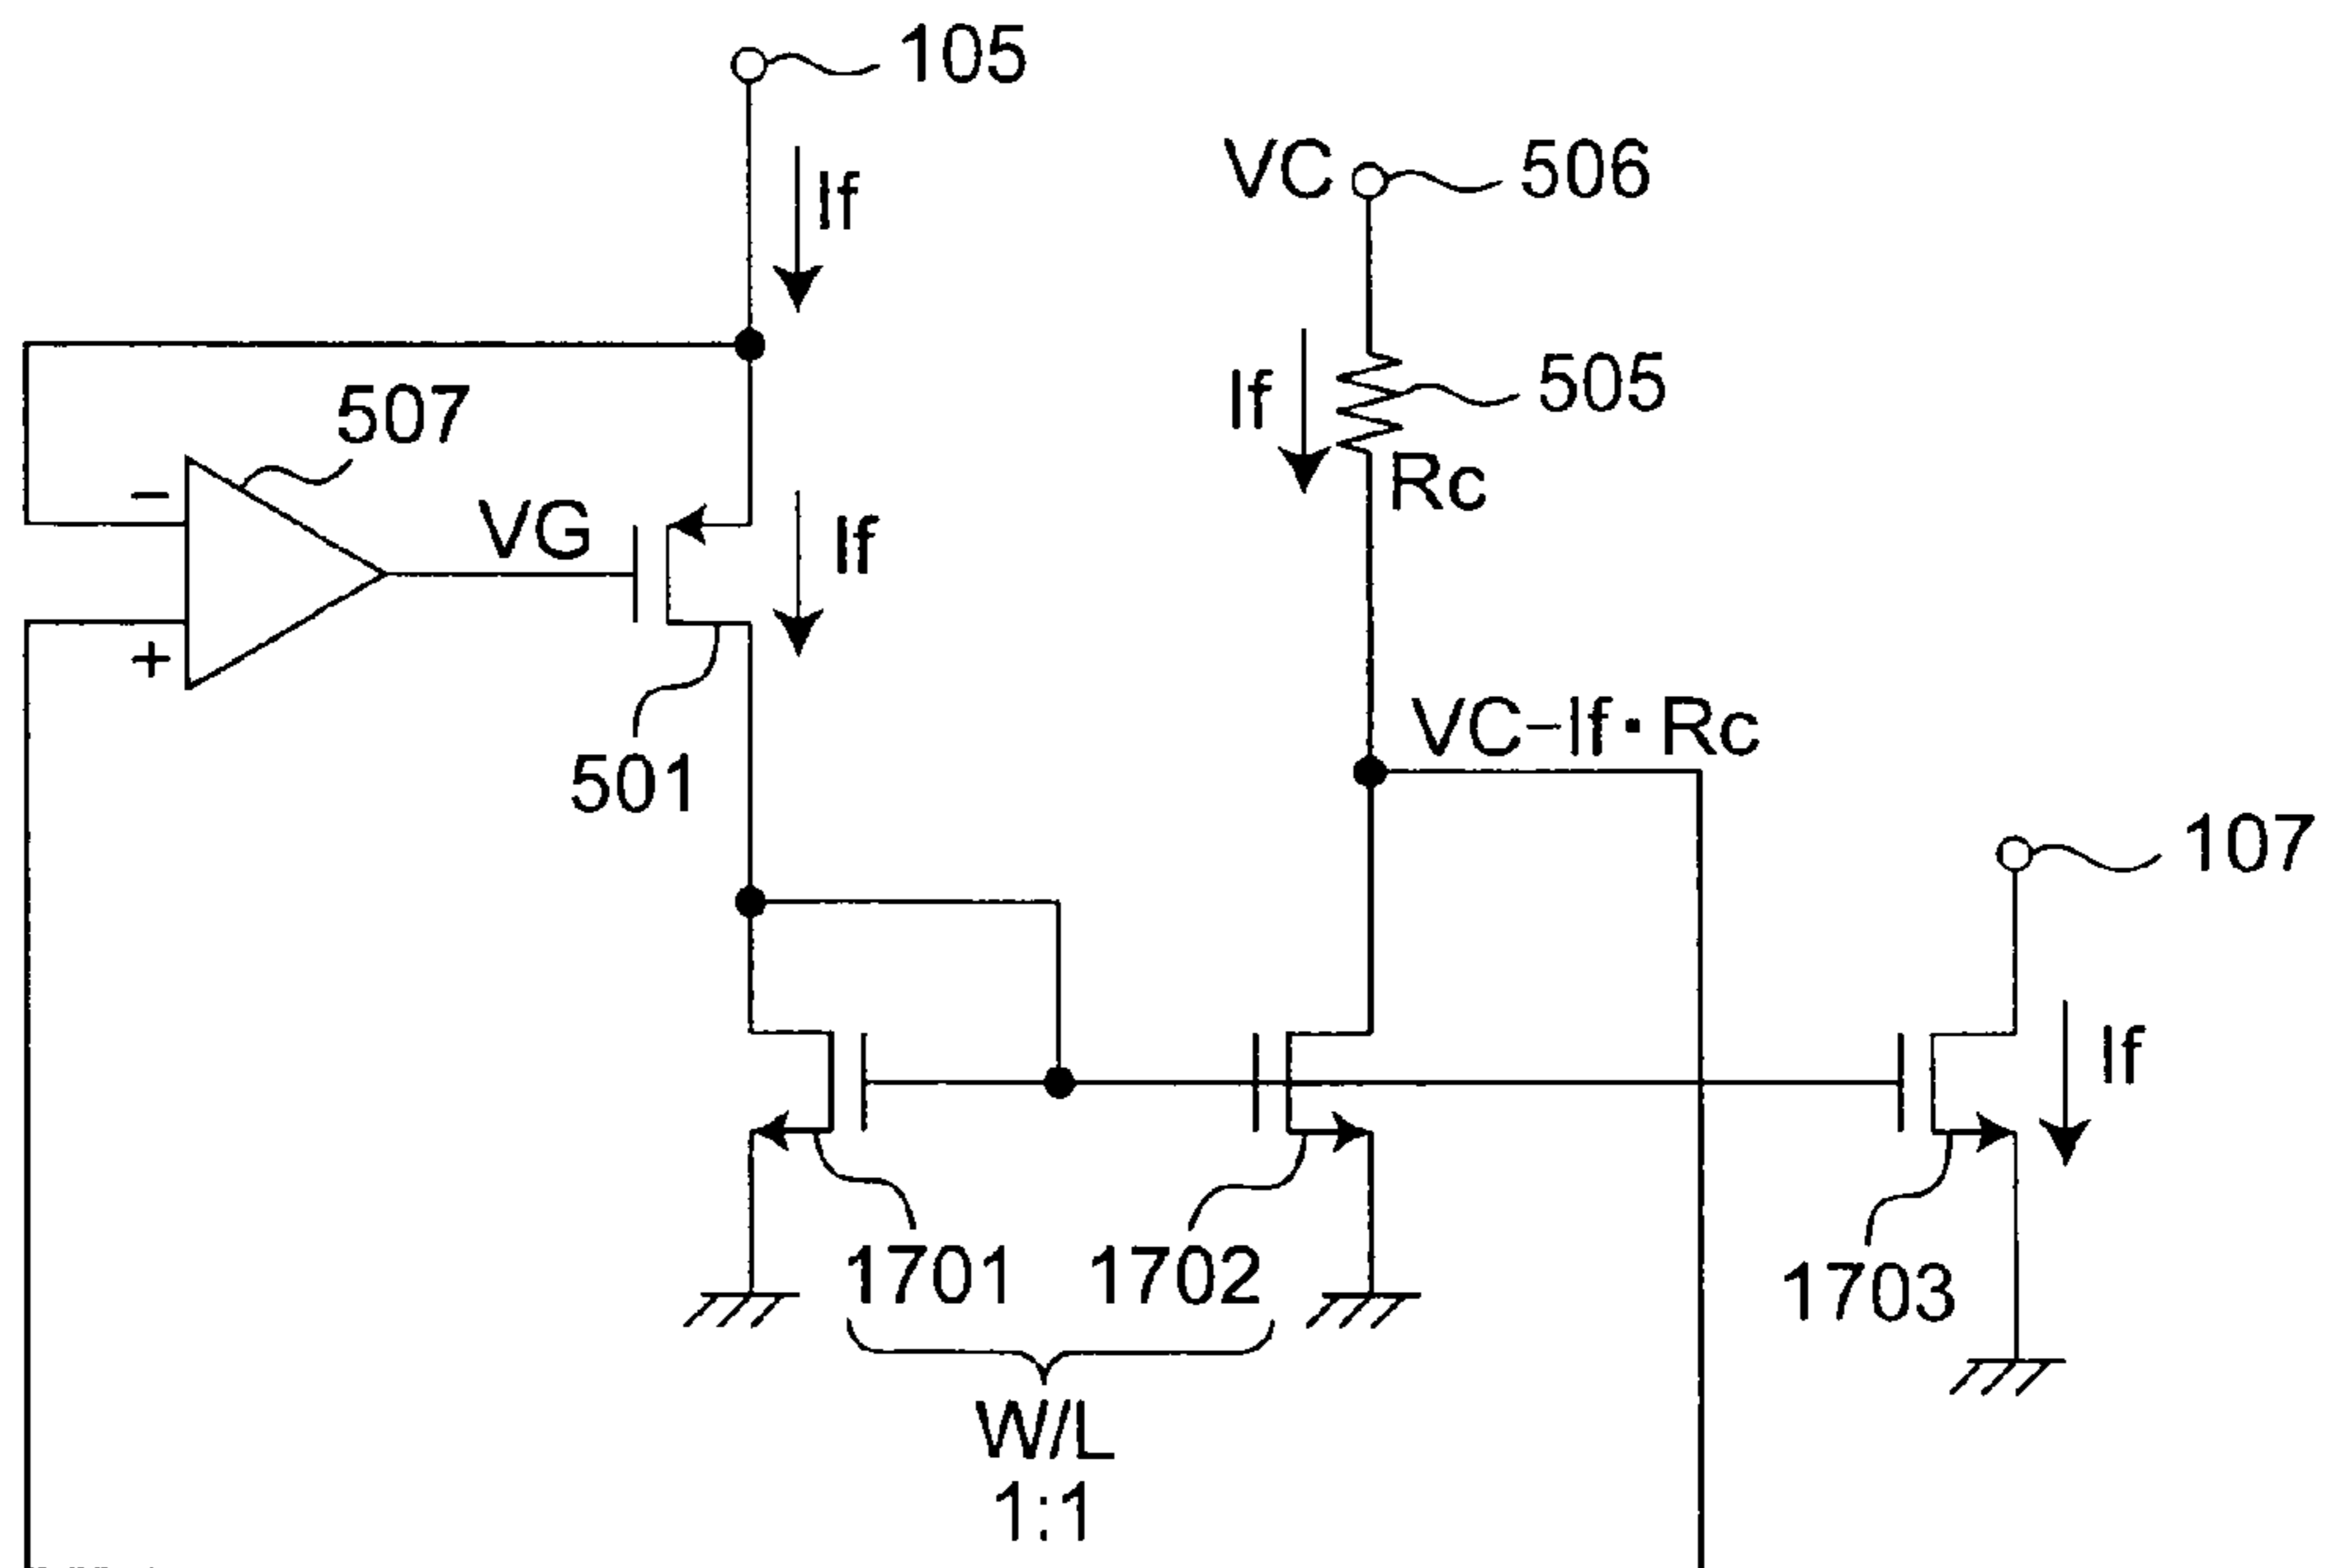 105
If
VC
506
If
505
Rc
507
−
VG
If
+
501
VC−If・Rc
107
If
1701
1702
1703
W/L
1:1